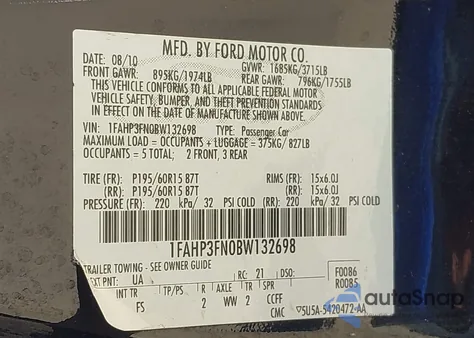 MFD. BY FORD MOTOR CO.
DATE: 08/10 GVWR: 1685KG/3715LB
FRONT GAWR: 895KG/1974LB REAR GAWR: 796KG/1755LB
THIS VEHICLE CONFORMS TO ALL APPLICABLE FEDERAL MOTOR
VEHICLE SAFETY, BUMPER, AND THEFT PREVENTION STANDARDS
IN EFFECT ON THE DATE OF MANUFACTURE SHOWN ABOVE.
VIN: 1FAHP3FN0BW132698 TYPE: Passenger Car
MAXIMUM LOAD = OCCUPANTS + LUGGAGE = 375KG/827LB
OCCUPANTS = 5 TOTAL; 2 FRONT, 3 REAR
TIRE (FR): P195/60R15 87T RIMS (FR): 15x6.0J
(RR): P195/60R15 87T (RR): 15x6.0J
PRESSURE (FR): 220 kPa/ 32 PSI COLD (RR): 220 kPa/ 32 PSI COLD
1FAHP3FN0BW132698
TRAILER TOWING - SEE OWNER GUIDE
EXT PNT: UA RC: 21 DSO: F0086
R0085
INT TR TP/PS R TR SPR
FS 2 WW 2 CCFF
CMC 5U5A-5420472-AA
autoSnap